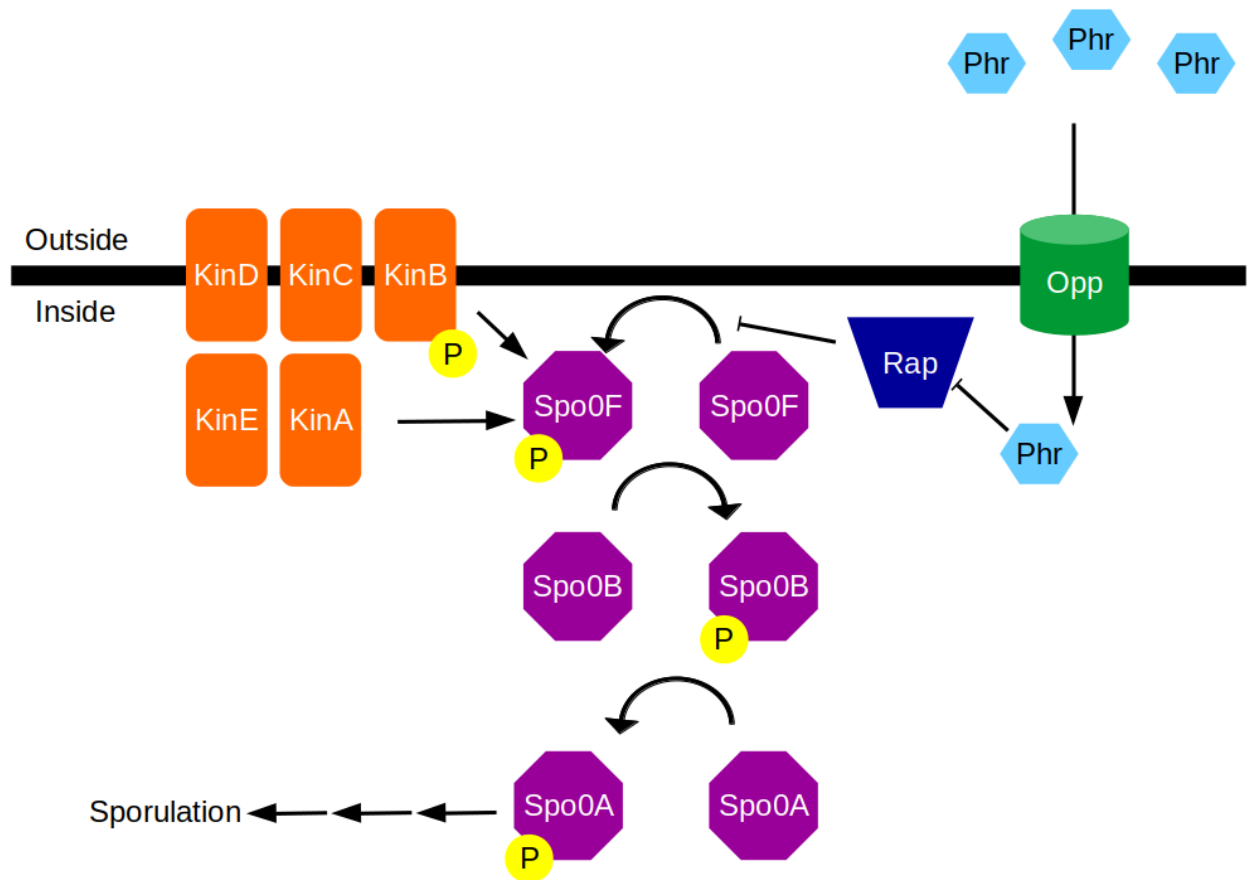 Phr
Phr
Phr
Outside
KinD
KinC
KinB
Opp
Inside
P
Rap
KinE
KinA
Spo0F
Spo0F
P
Phr
Spo0B
Spo0B
P
Sporulation
Spo0A
Spo0A
P